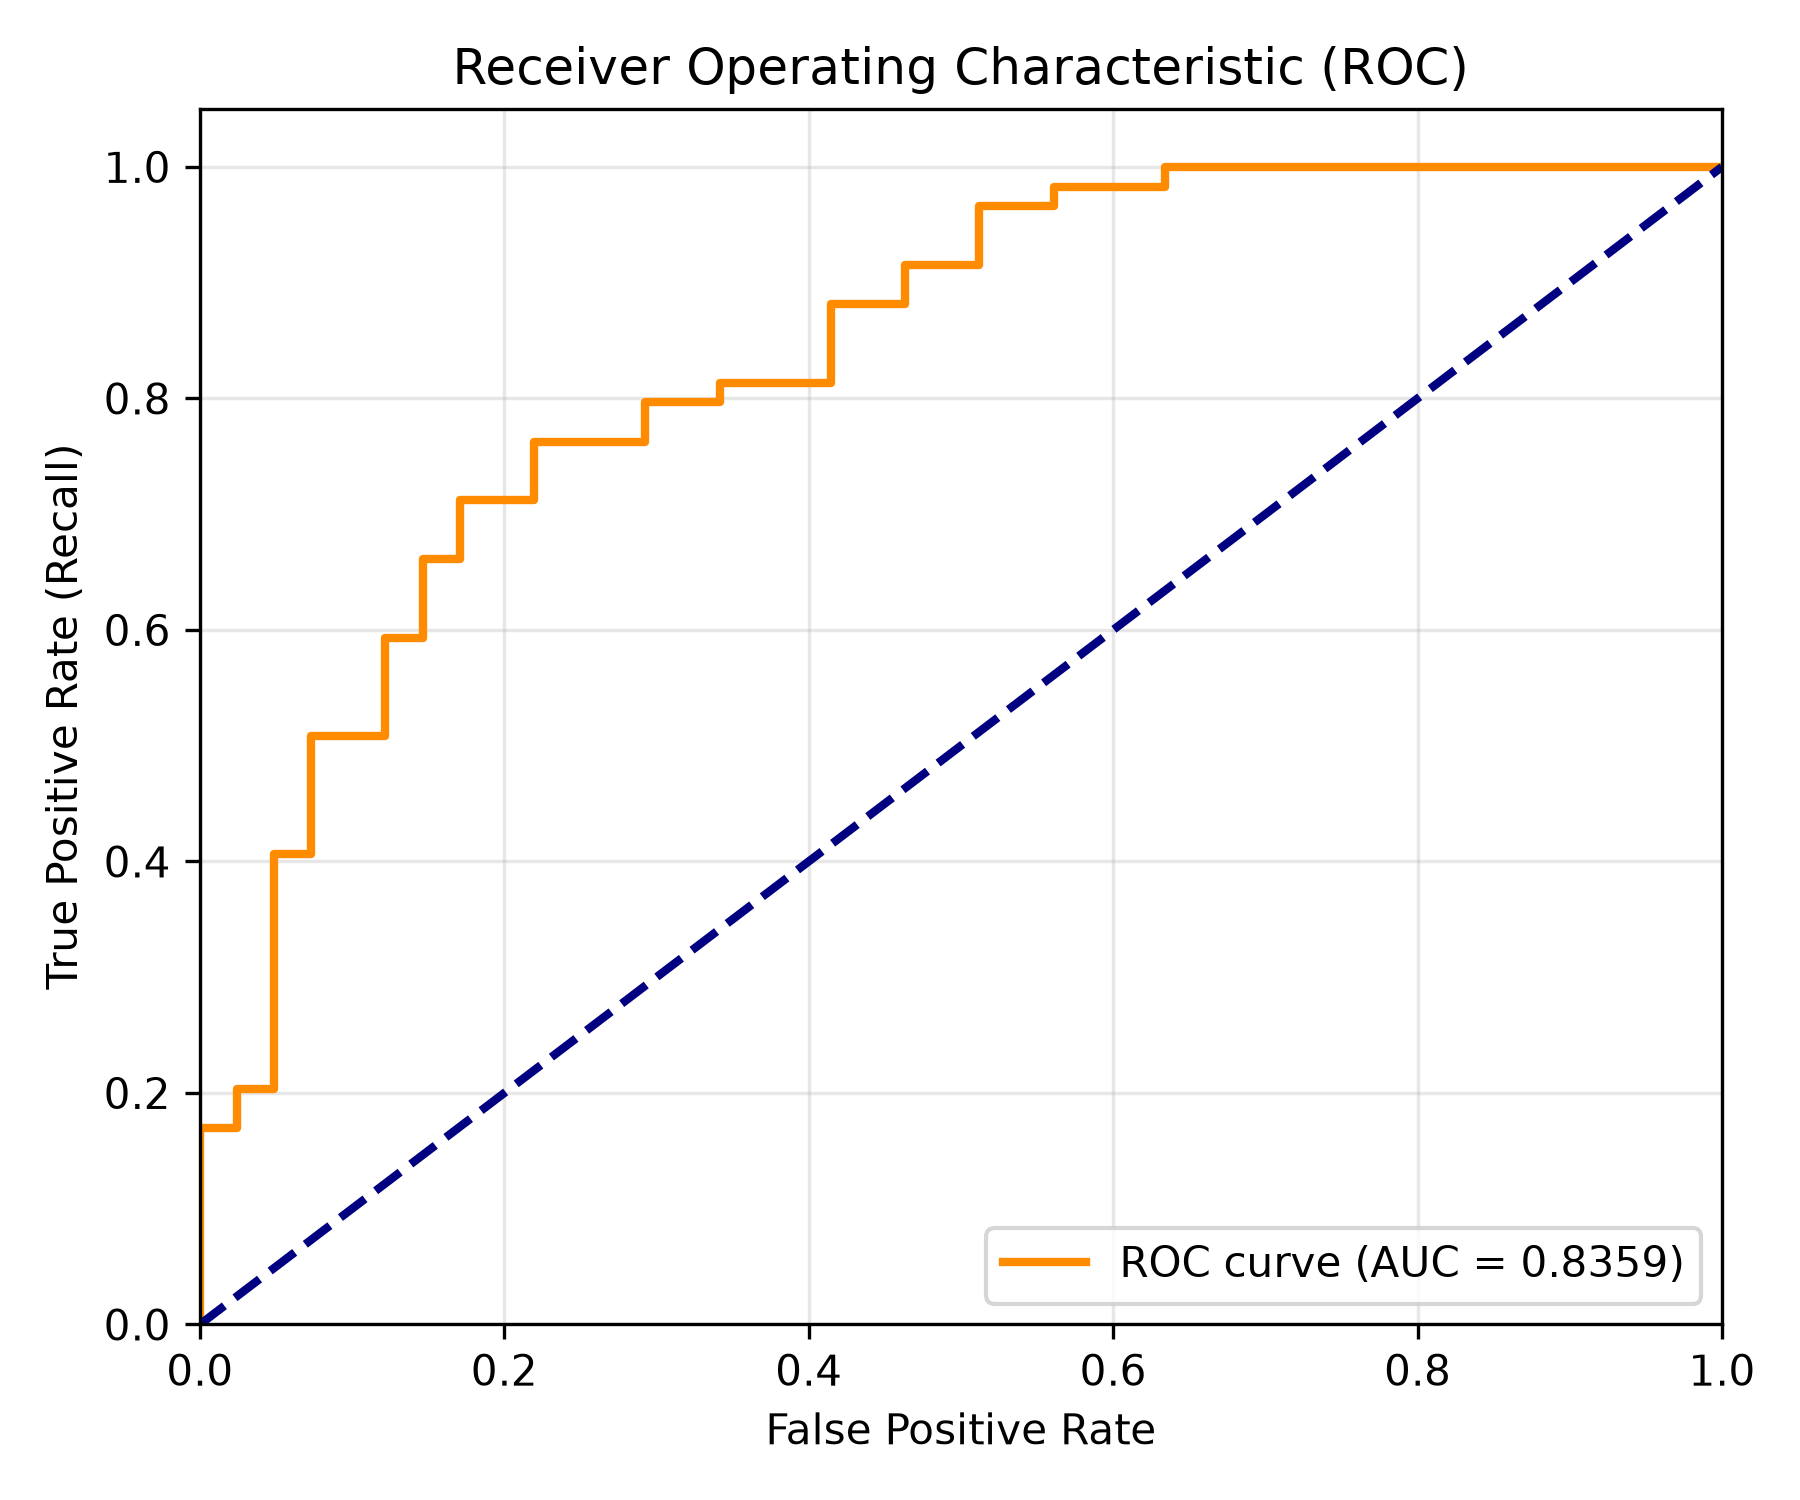 Receiver Operating Characteristic (ROC)
True Positive Rate (Recall)
1.0
0.8
0.6
0.4
0.2
0.0
0.0 0.2 0.4 0.6 0.8 1.0
False Positive Rate
ROC curve (AUC = 0.8359)